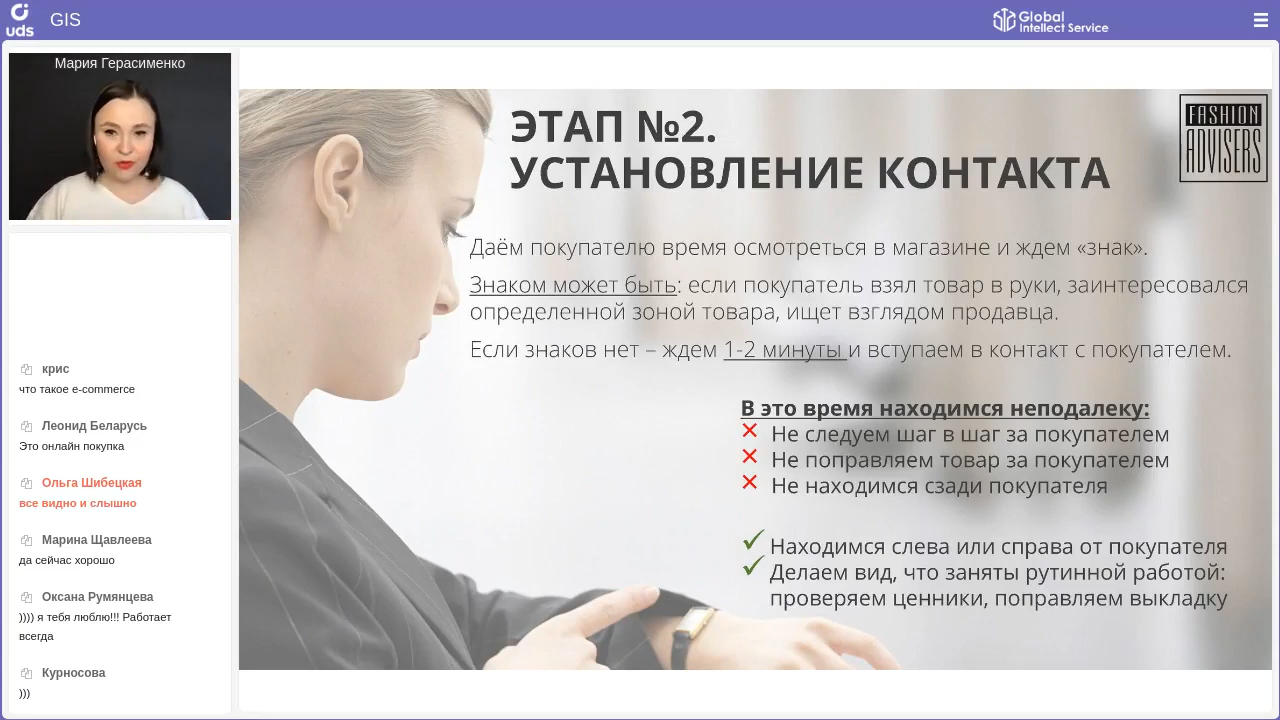 uds
GIS
Global
Intellect Service
Мария Герасименко
крис
что такое e-commerce
Леонид Беларусь
Это онлайн покупка
Ольга Шибецкая
все видно и слышно
Марина Щавлеева
да сейчас хорошо
Оксана Румянцева
)))) я тебя люблю!!! Работает
всегда
Курносова
)))
ЭТАП №2.
УСТАНОВЛЕНИЕ КОНТАКТА
FASHION
ADVISERS
Даём покупателю время осмотреться в магазине и ждем «знак».
Знаком может быть: если покупатель взял товар в руки, заинтересовался
определенной зоной товара, ищет взглядом продавца.
Если знаков нет – ждем 1-2 минуты и вступаем в контакт с покупателем.
В это время находимся неподалеку:
✕ Не следуем шаг в шаг за покупателем
✕ Не поправляем товар за покупателем
✕ Не находимся сзади покупателя
✓ Находимся слева или справа от покупателя
✓ Делаем вид, что заняты рутинной работой:
проверяем ценники, поправляем выкладку